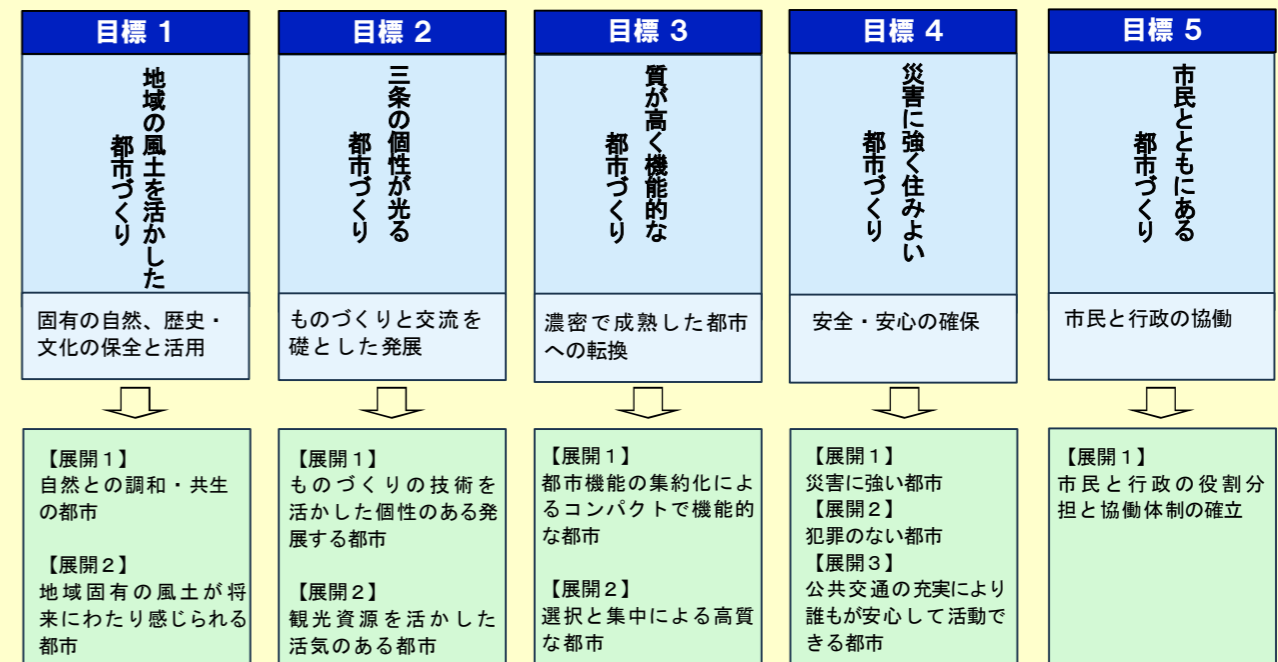 目標 1
地域の風土を活かした
都市づくり
固有の自然、歴史・
文化の保全と活用
【展開1】
自然との調和・共生
の都市
【展開2】
地域固有の風土が将
来にわたり感じられる
都市
目標 2
三条の個性が光る
都市づくり
ものづくりと交流を
礎とした発展
【展開1】
ものづくりの技術を
活かした個性のある発
展する都市
【展開2】
観光資源を活かした
活気のある都市
目標 3
質が高く機能的な
都市づくり
濃密で成熟した都市
への転換
【展開1】
都市機能の集約化によ
るコンパクトで機能的
な都市
【展開2】
選択と集中による高質
な都市
目標 4
災害に強く住みよい
都市づくり
安全・安心の確保
【展開1】
災害に強い都市
【展開2】
犯罪のない都市
【展開3】
公共交通の充実により
誰もが安心して活動で
きる都市
目標 5
市民とともにある
都市づくり
市民と行政の協働
【展開1】
市民と行政の役割分
担と協働体制の確立